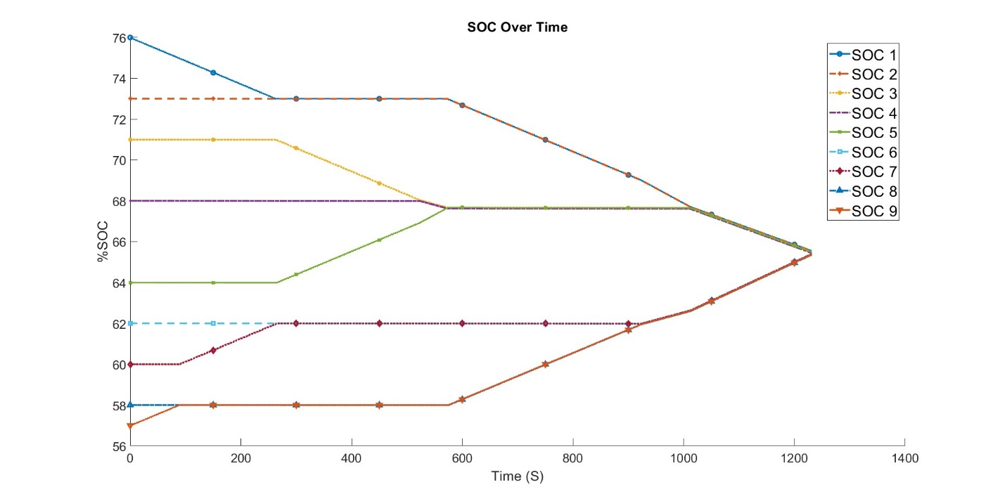 SOC Over Time
76
74
72
70
68
66
64
62
60
58
56
%SOC
0 200 400 600 800 1000 1200 1400
Time (S)
SOC 1
SOC 2
SOC 3
SOC 4
SOC 5
SOC 6
SOC 7
SOC 8
SOC 9